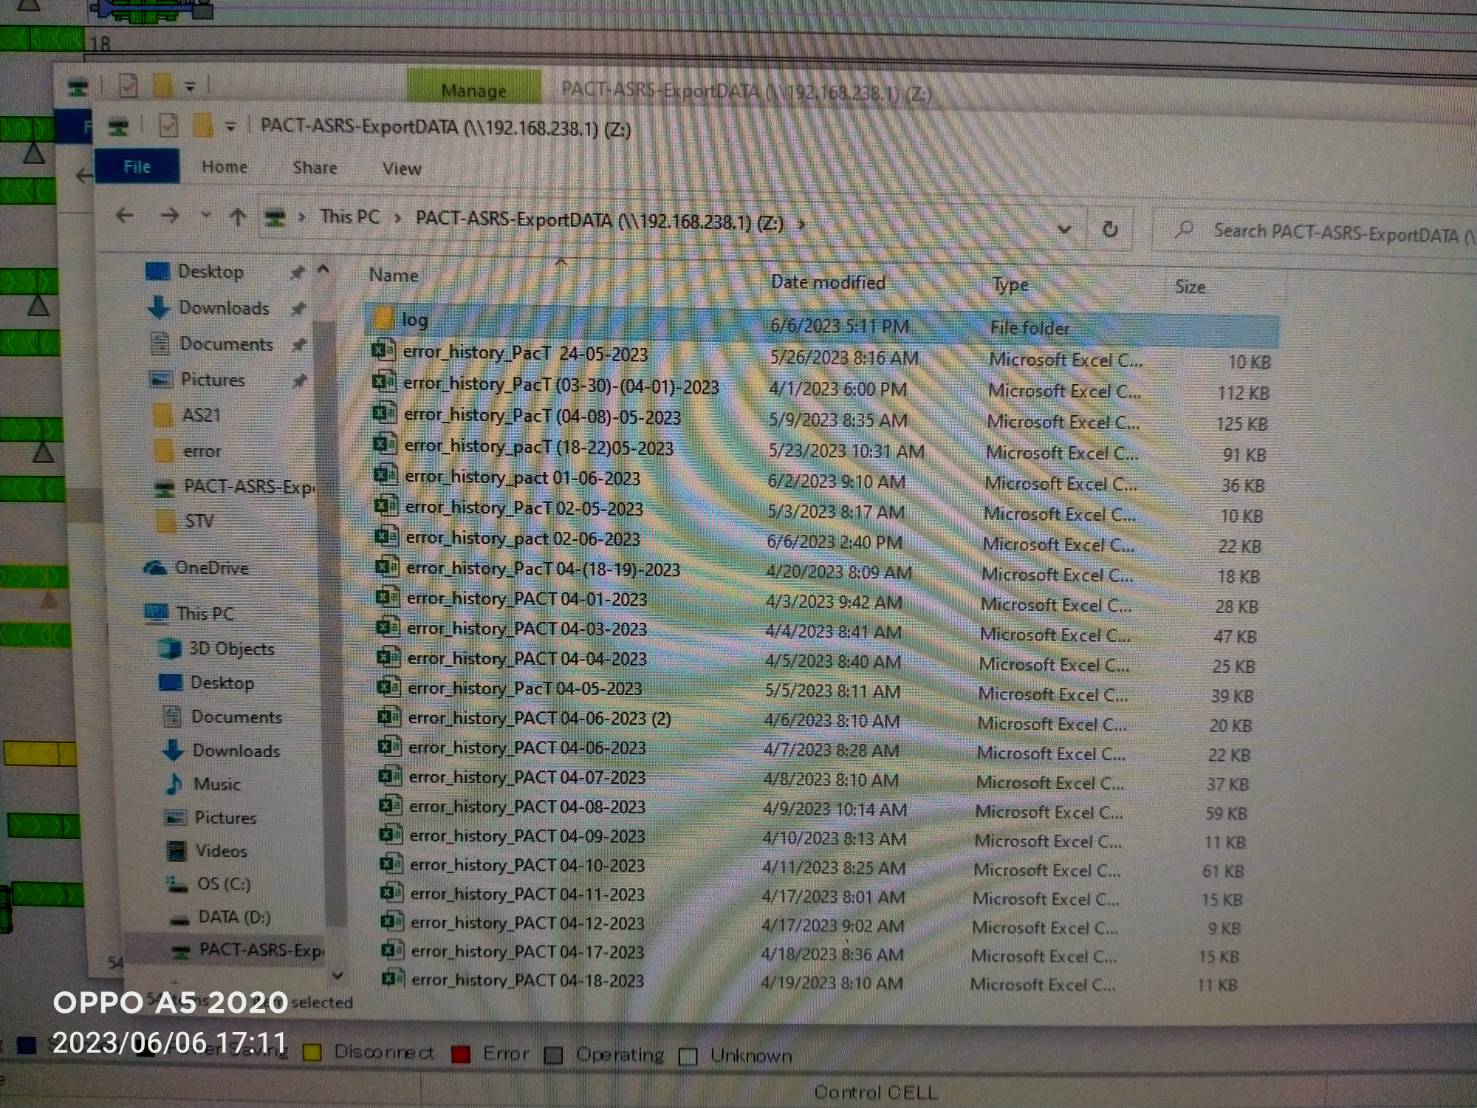 18
Manage PACT-ASRS-ExportDATA (\\192.168.238.1) (Z:)
F PACT-ASRS-ExportDATA (\\192.168.238.1) (Z:)
File Home Share View
This PC > PACT-ASRS-ExportDATA (\\192.168.238.1) (Z:) > Search PACT-ASRS-ExportDATA (\
Desktop
Downloads
Documents
Pictures
AS21
error
PACT-ASRS-Exp
STV
OneDrive
This PC
3D Objects
Desktop
Documents
Downloads
Music
Pictures
Videos
OS (C:)
DATA (D:)
PACT-ASRS-Exp
Name Date modified Type Size
log 6/6/2023 5:11 PM File folder
error_history_PacT 24-05-2023 5/26/2023 8:16 AM Microsoft Excel C... 10 KB
error_history_PacT (03-30)-(04-01)-2023 4/1/2023 6:00 PM Microsoft Excel C... 112 KB
error_history_PacT (04-08)-05-2023 5/9/2023 8:35 AM Microsoft Excel C... 125 KB
error_history_pacT (18-22)05-2023 5/23/2023 10:31 AM Microsoft Excel C... 91 KB
error_history_pact 01-06-2023 6/2/2023 9:10 AM Microsoft Excel C... 36 KB
error_history_PacT 02-05-2023 5/3/2023 8:17 AM Microsoft Excel C... 10 KB
error_history_pact 02-06-2023 6/6/2023 2:40 PM Microsoft Excel C... 22 KB
error_history_PacT 04-(18-19)-2023 4/20/2023 8:09 AM Microsoft Excel C... 18 KB
error_history_PACT 04-01-2023 4/3/2023 9:42 AM Microsoft Excel C... 28 KB
error_history_PACT 04-03-2023 4/4/2023 8:41 AM Microsoft Excel C... 47 KB
error_history_PACT 04-04-2023 4/5/2023 8:40 AM Microsoft Excel C... 25 KB
error_history_PacT 04-05-2023 5/5/2023 8:11 AM Microsoft Excel C... 39 KB
error_history_PACT 04-06-2023 (2) 4/6/2023 8:10 AM Microsoft Excel C... 20 KB
error_history_PACT 04-06-2023 4/7/2023 8:28 AM Microsoft Excel C... 22 KB
error_history_PACT 04-07-2023 4/8/2023 8:10 AM Microsoft Excel C... 37 KB
error_history_PACT 04-08-2023 4/9/2023 10:14 AM Microsoft Excel C... 59 KB
error_history_PACT 04-09-2023 4/10/2023 8:13 AM Microsoft Excel C... 11 KB
error_history_PACT 04-10-2023 4/11/2023 8:25 AM Microsoft Excel C... 61 KB
error_history_PACT 04-11-2023 4/17/2023 8:01 AM Microsoft Excel C... 15 KB
error_history_PACT 04-12-2023 4/17/2023 9:02 AM Microsoft Excel C... 9 KB
error_history_PACT 04-17-2023 4/18/2023 8:36 AM Microsoft Excel C... 15 KB
error_history_PACT 04-18-2023 4/19/2023 8:10 AM Microsoft Excel C... 11 KB
54
selected
OPPO A5 2020
2023/06/06 17:11
Disconnect Error Operating Unknown
Control CELL